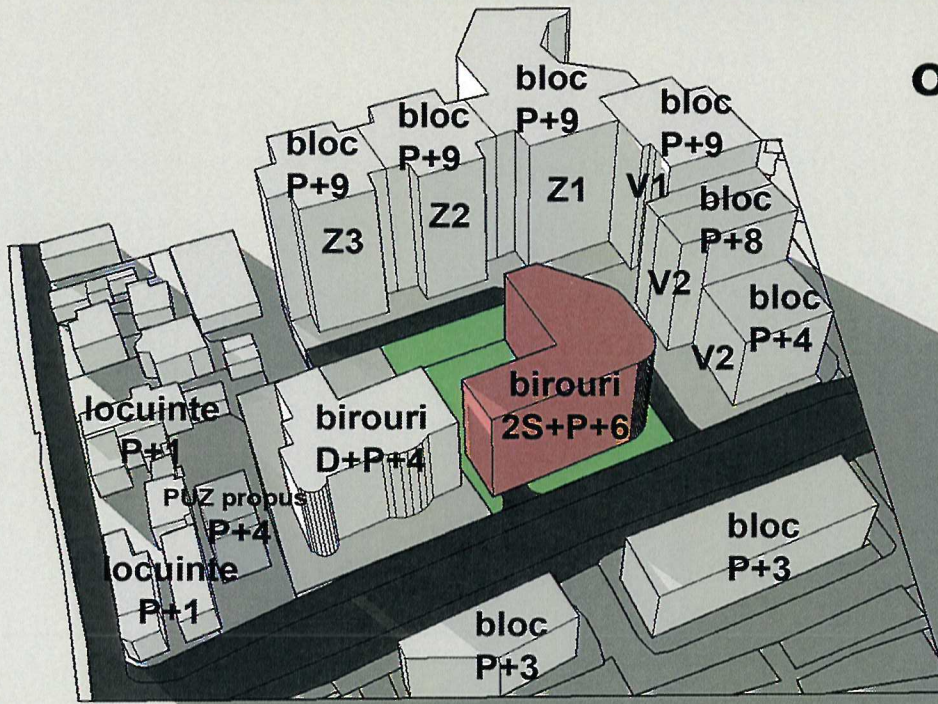 bloc
P+9
bloc
P+9
bloc
P+9
bloc
P+9
Z3
Z2
Z1
V1
bloc
P+8
V2
bloc
P+4
V2
birouri
2S+P+6
birouri
D+P+4
locuinte
P+1
PUZ propus
P+4
locuinte
P+1
bloc
P+3
bloc
P+3